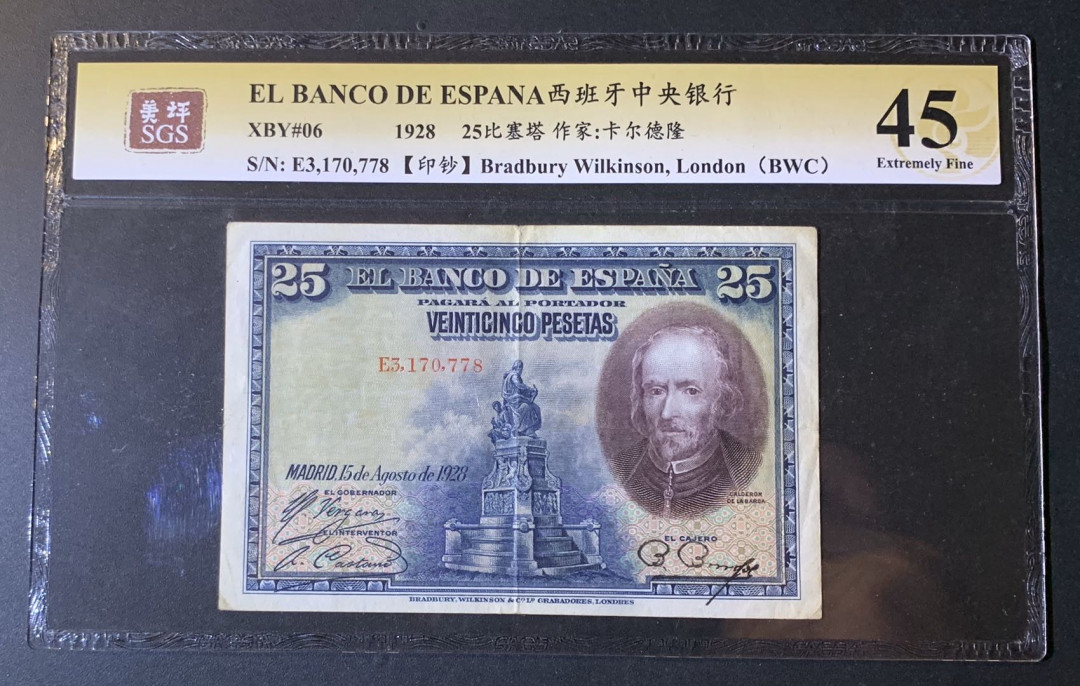 美坪
SGS
EL BANCO DE ESPANA西班牙中央银行
XBY#06 1928 25比塞塔 作家:卡尔德隆
S/N: E3,170,778【印钞】Bradbury Wilkinson, London（BWC）
45
Extremely Fine
25 EL BANCO DE ESPAÑA 25
PAGARÁ AL PORTADOR
VEINTICINCO PESETAS
E3,170,778
MADRID, 15 de Agosto de 1928
CALDERON
DE LA BARCA
EL GOBERNADOR
Vergara
EL INTERVENTOR
EL CAJERO
BRADBURY, WILKINSON & Cº Lᴰ GRABADORES, LONDRES